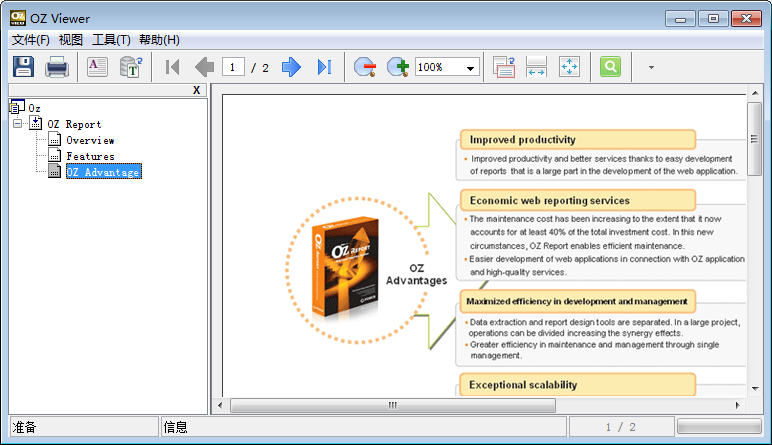 OZ Viewer
文件(F) 视图 工具(T) 帮助(H)
1 / 2 100%
X
Oz
OZ Report
Overview
Features
OZ Advantage
Improved productivity
• Improved productivity and better services thanks to easy development
of reports that is a large part in the development of the web application.
Economic web reporting services
• The maintenance cost has been increasing to the extent that it now
accounts for at least 40% of the total investment cost. In this new
circumstances, OZ Report enables efficient maintenance.
• Easier development of web applications in connection with OZ application
and high-quality services.
OZ REPORT
OZ
Advantages
Maximized efficiency in development and management
• Data extraction and report design tools are separated. In a large project,
operations can be divided increasing the synergy effects.
• Greater efficiency in maintenance and management through single
management.
Exceptional scalability
准备 信息 1 / 2